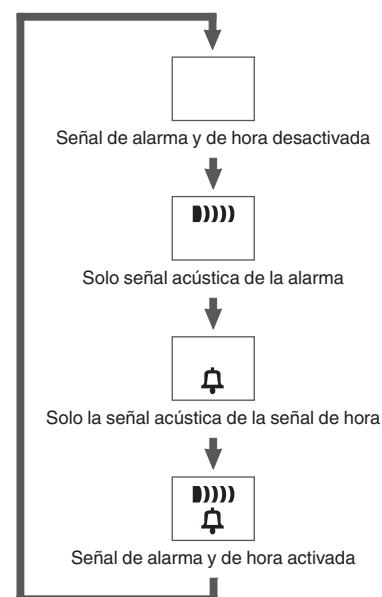 Señal de alarma y de hora desactivada
Solo señal acústica de la alarma
Solo la señal acústica de la señal de hora
Señal de alarma y de hora activada